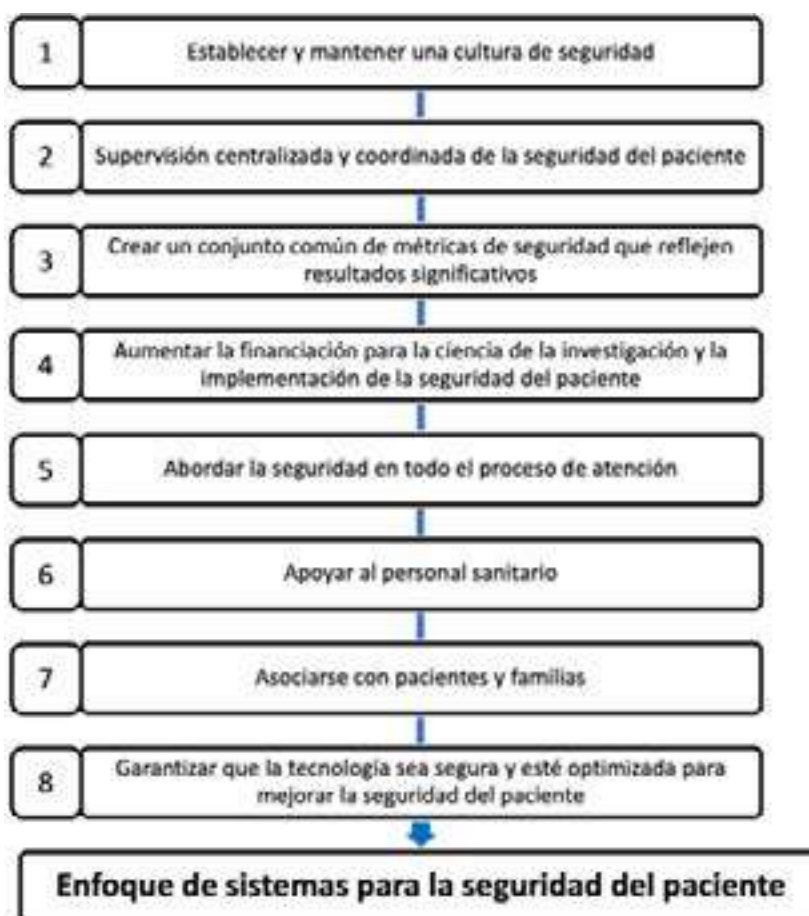 1
Establecer y mantener una cultura de seguridad
2
Supervisión centralizada y coordinada de la seguridad del paciente
3
Crear un conjunto común de métricas de seguridad que reflejen
resultados significativos
4
Aumentar la financiación para la ciencia de la investigación y la
implementación de la seguridad del paciente
5
Abordar la seguridad en todo el proceso de atención
6
Apoyar al personal sanitario
7
Asociarse con pacientes y familias
8
Garantizar que la tecnología sea segura y esté optimizada para
mejorar la seguridad del paciente
Enfoque de sistemas para la seguridad del paciente